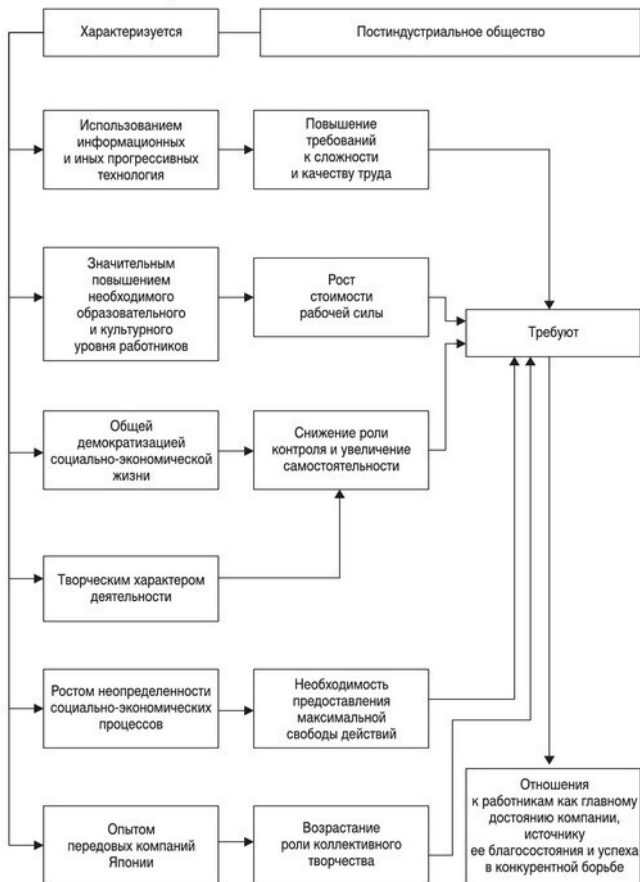 Характеризуется
Постиндустриальное общество
Использованием
информационных
и иных прогрессивных
технология
Повышение
требований
к сложности
и качеству труда
Значительным
повышением
необходимого
образовательного
и культурного
уровня работников
Рост
стоимости
рабочей силы
Требуют
Общей
демократизацией
социально-экономической
жизни
Снижение роли
контроля и увеличение
самостоятельности
Творческим характером
деятельности
Ростом неопределенности
социально-экономических
процессов
Необходимость
предоставления
максимальной
свободы действий
Опытом
передовых компаний
Японии
Возрастание
роли коллективного
творчества
Отношения
к работникам как главному
достоянию компании,
источнику
ее благосостояния и успеха
в конкурентной борьбе